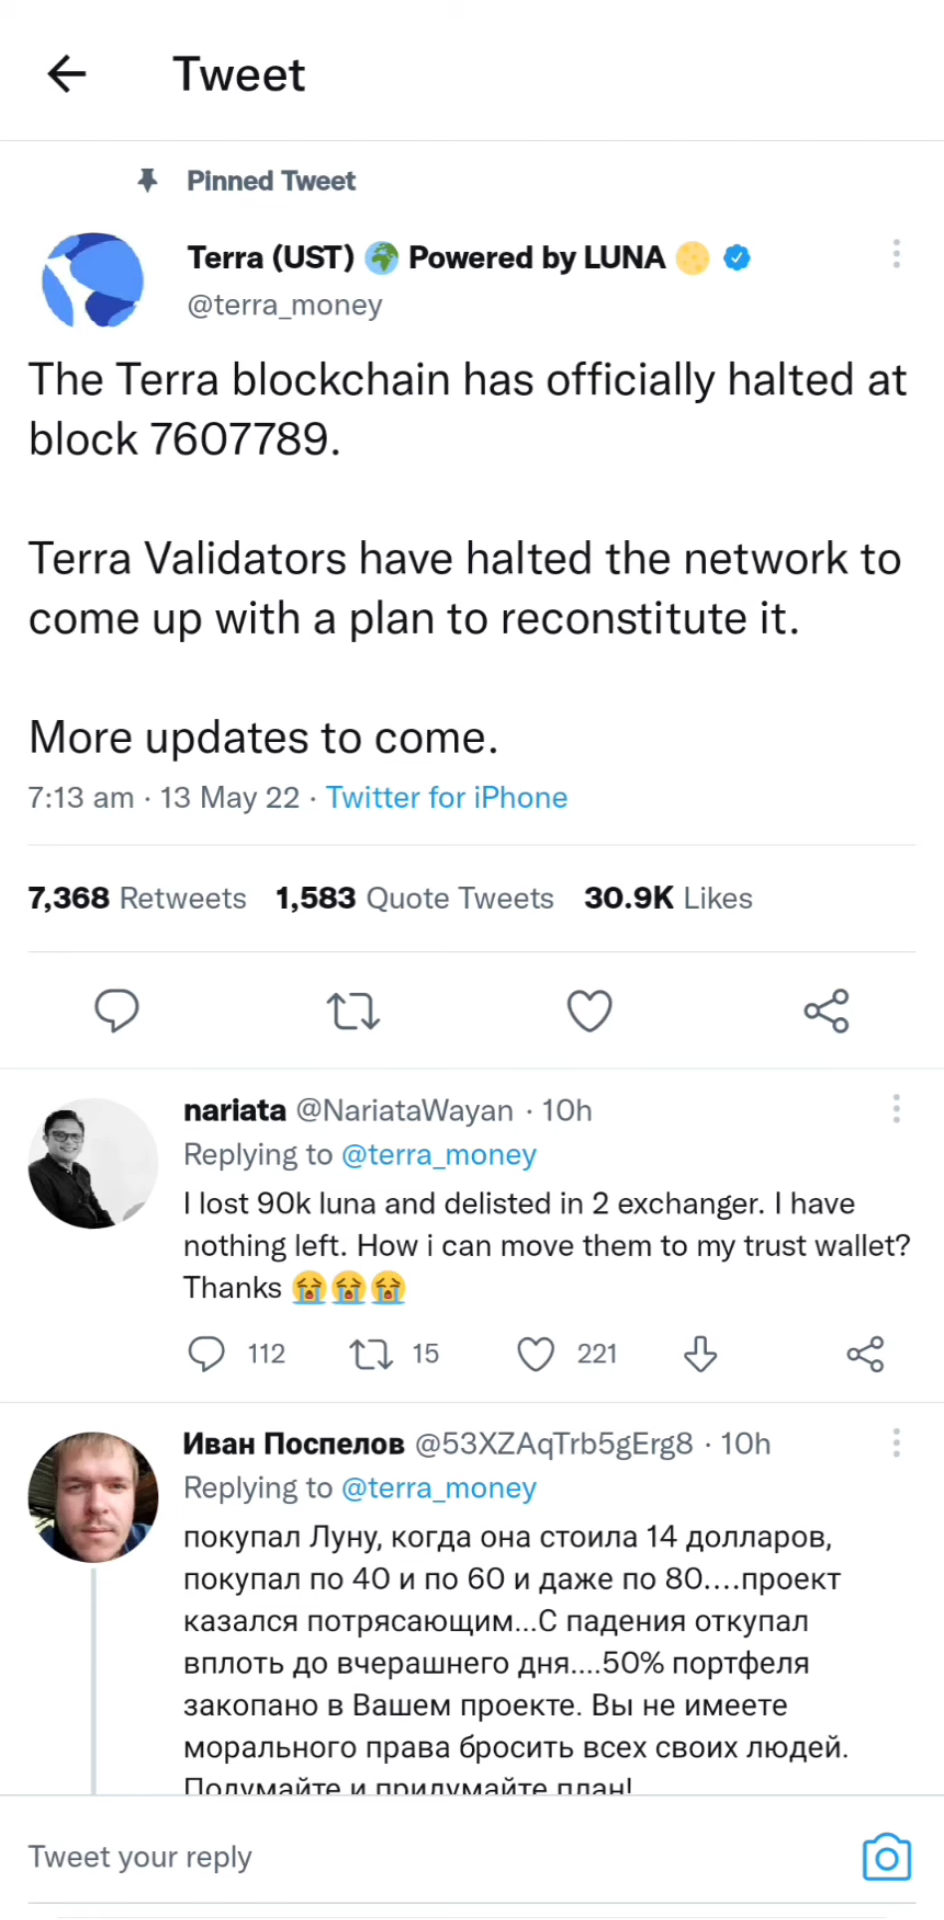 Tweet
Pinned Tweet
Terra (UST) 🌍 Powered by LUNA 🌕
@terra_money
The Terra blockchain has officially halted at
block 7607789.
Terra Validators have halted the network to
come up with a plan to reconstitute it.
More updates to come.
7:13 am · 13 May 22 · Twitter for iPhone
7,368 Retweets 1,583 Quote Tweets 30.9K Likes
nariata @NariataWayan · 10h
Replying to @terra_money
I lost 90k luna and delisted in 2 exchanger. I have
nothing left. How i can move them to my trust wallet?
Thanks 😭😭😭
112 15 221
Иван Поспелов @53XZAqTrb5gErg8 · 10h
Replying to @terra_money
покупал Луну, когда она стоила 14 долларов,
покупал по 40 и по 60 и даже по 80....проект
казался потрясающим...С падения откупал
вплоть до вчерашнего дня....50% портфеля
закопано в Вашем проекте. Вы не имеете
морального права бросить всех своих людей.
Подумайте и придумайте план!
Tweet your reply